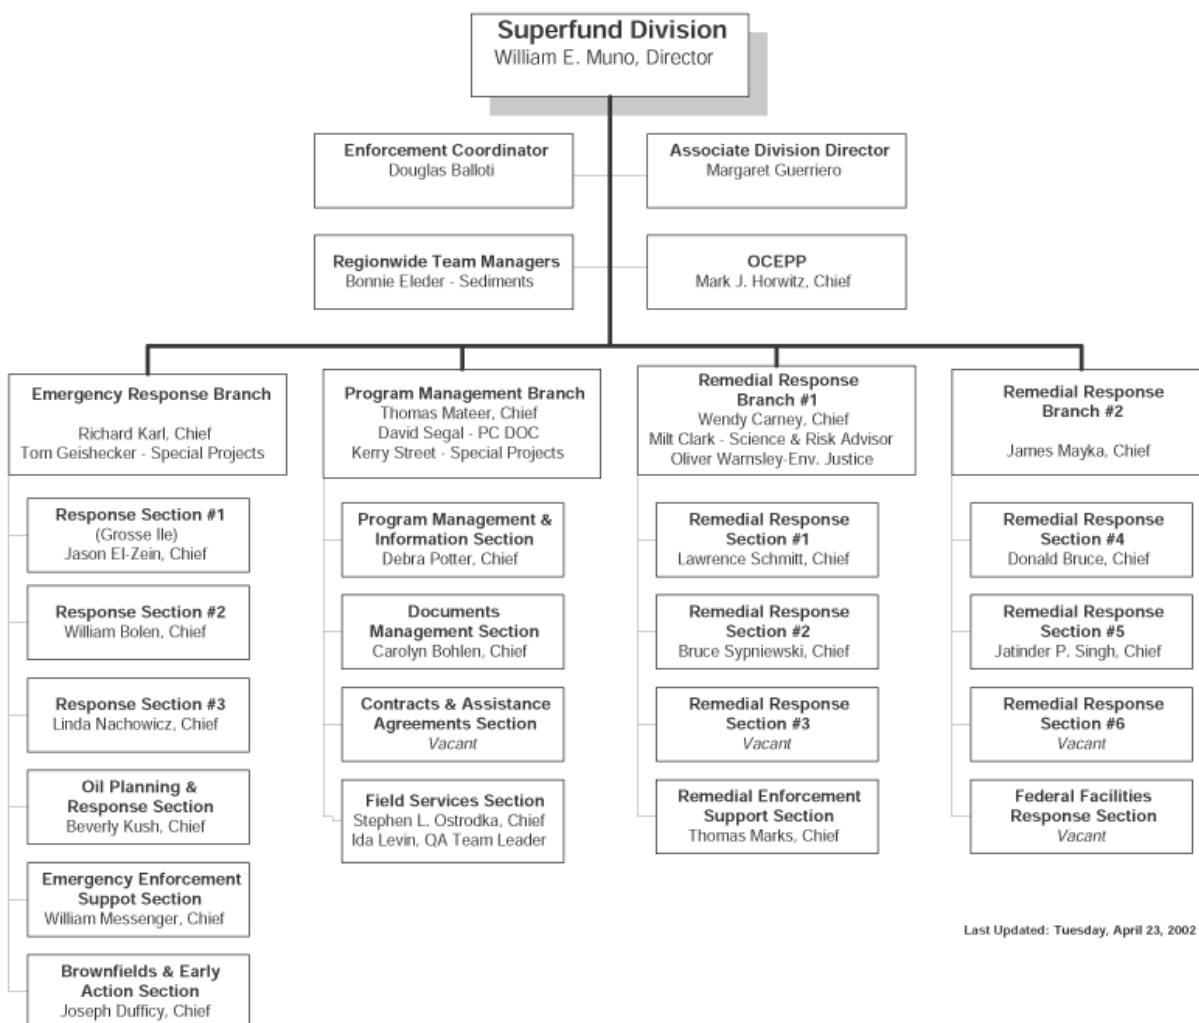 Superfund Division
William E. Muno, Director
Enforcement Coordinator
Douglas Balloti
Associate Division Director
Margaret Guerriero
Regionwide Team Managers
Bonnie Eleder - Sediments
OCEPP
Mark J. Horwitz, Chief
Emergency Response Branch
Richard Karl, Chief
Tom Geishecker - Special Projects
Response Section #1
(Grosse Ile)
Jason El-Zein, Chief
Response Section #2
William Bolen, Chief
Response Section #3
Linda Nachowicz, Chief
Oil Planning &
Response Section
Beverly Kush, Chief
Emergency Enforcement
Suppot Section
William Messenger, Chief
Brownfields & Early
Action Section
Joseph Dufficy, Chief
Program Management Branch
Thomas Mateer, Chief
David Segal - PC DOC
Kerry Street - Special Projects
Program Management &
Information Section
Debra Potter, Chief
Documents
Management Section
Carolyn Bohlen, Chief
Contracts & Assistance
Agreements Section
Vacant
Field Services Section
Stephen L. Ostrodka, Chief
Ida Levin, QA Team Leader
Remedial Response
Branch #1
Wendy Carney, Chief
Milt Clark - Science & Risk Advisor
Oliver Warnsley-Env. Justice
Remedial Response
Section #1
Lawrence Schmitt, Chief
Remedial Response
Section #2
Bruce Sypniewski, Chief
Remedial Response
Section #3
Vacant
Remedial Enforcement
Support Section
Thomas Marks, Chief
Remedial Response
Branch #2
James Mayka, Chief
Remedial Response
Section #4
Donald Bruce, Chief
Remedial Response
Section #5
Jatinder P. Singh, Chief
Remedial Response
Section #6
Vacant
Federal Facilities
Response Section
Vacant
Last Updated: Tuesday, April 23, 2002